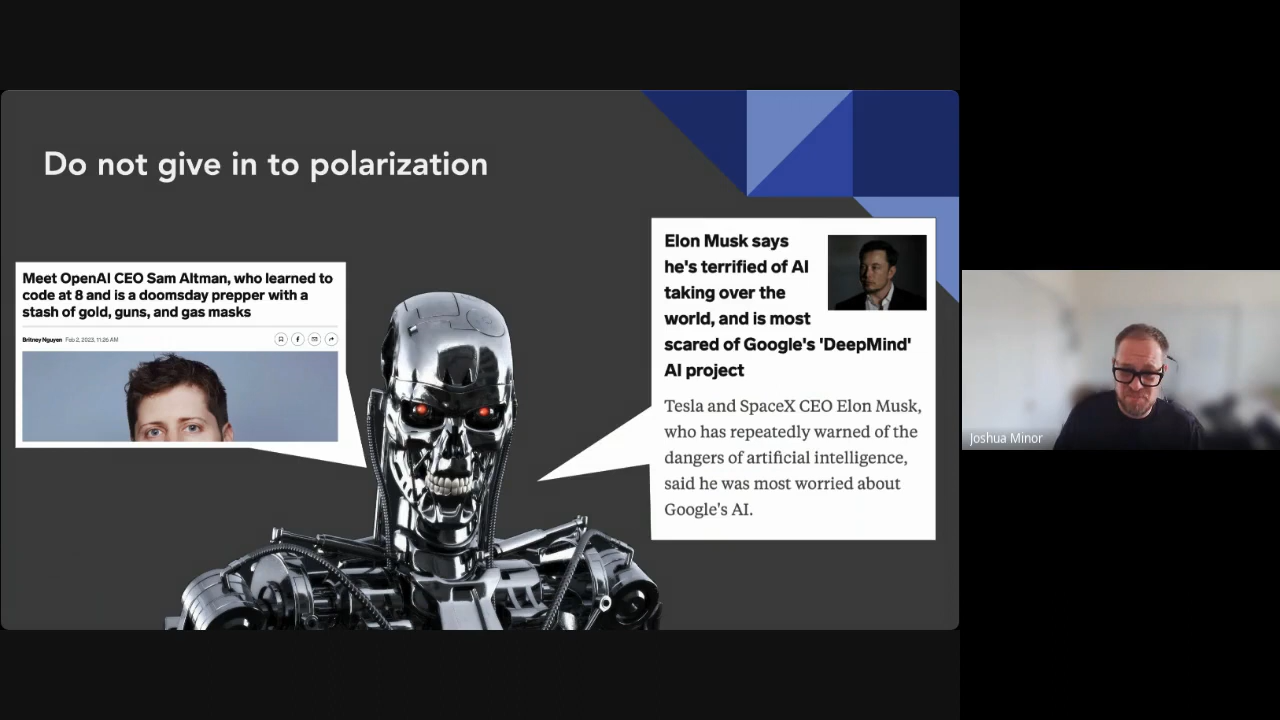 Do not give in to polarization
Meet OpenAI CEO Sam Altman, who learned to
code at 8 and is a doomsday prepper with a
stash of gold, guns, and gas masks
Britney Nguyen Feb 2, 2023, 11:26 AM
Elon Musk says
he's terrified of AI
taking over the
world, and is most
scared of Google's 'DeepMind'
AI project
Tesla and SpaceX CEO Elon Musk,
who has repeatedly warned of the
dangers of artificial intelligence,
said he was most worried about
Google's AI.
Joshua Minor